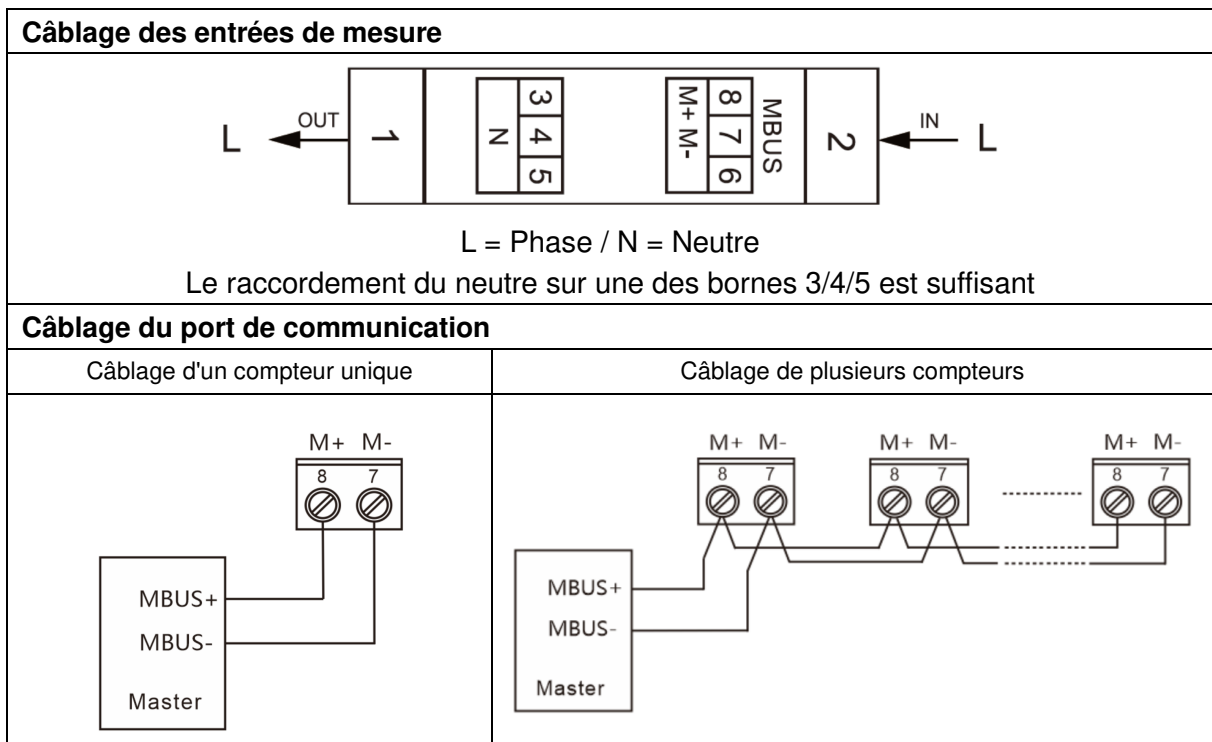 Câblage des entrées de mesure
L OUT 1 N 3 4 5 M+ M- 8 7 6 MBUS 2 IN L
L = Phase / N = Neutre
Le raccordement du neutre sur une des bornes 3/4/5 est suffisant
Câblage du port de communication
Câblage d'un compteur unique
M+ M-
8 7
MBUS+
MBUS-
Master
Câblage de plusieurs compteurs
M+ M- M+ M- M+ M-
8 7 8 7 8 7
MBUS+
MBUS-
Master